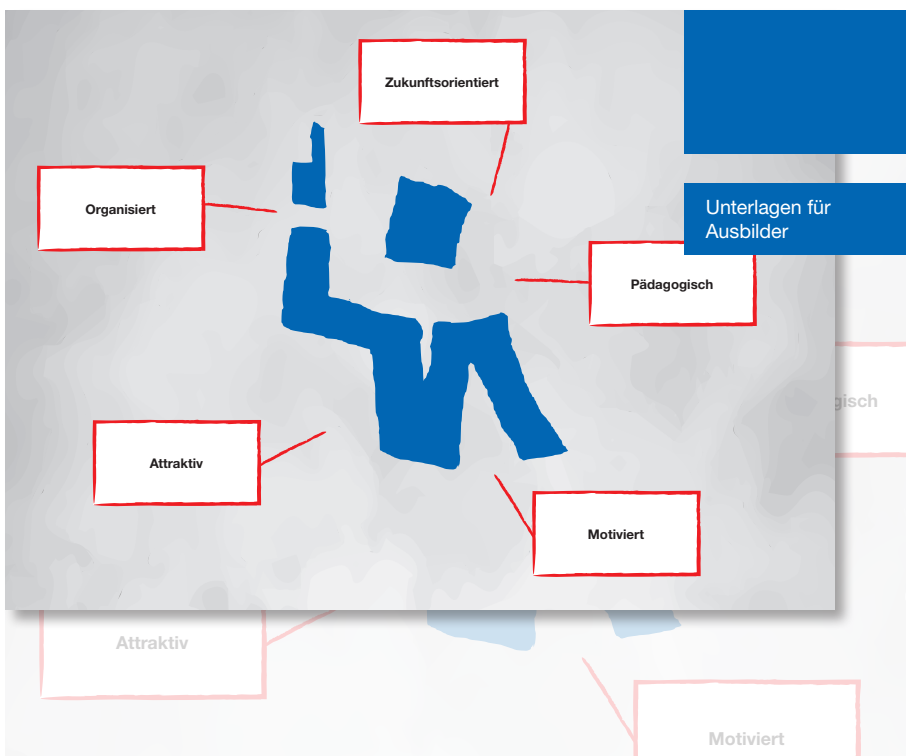 Zukunftsorientiert
Organisiert
Unterlagen für
Ausbilder
Pädagogisch
gisch
Attraktiv
Motiviert
Attraktiv
Motiviert